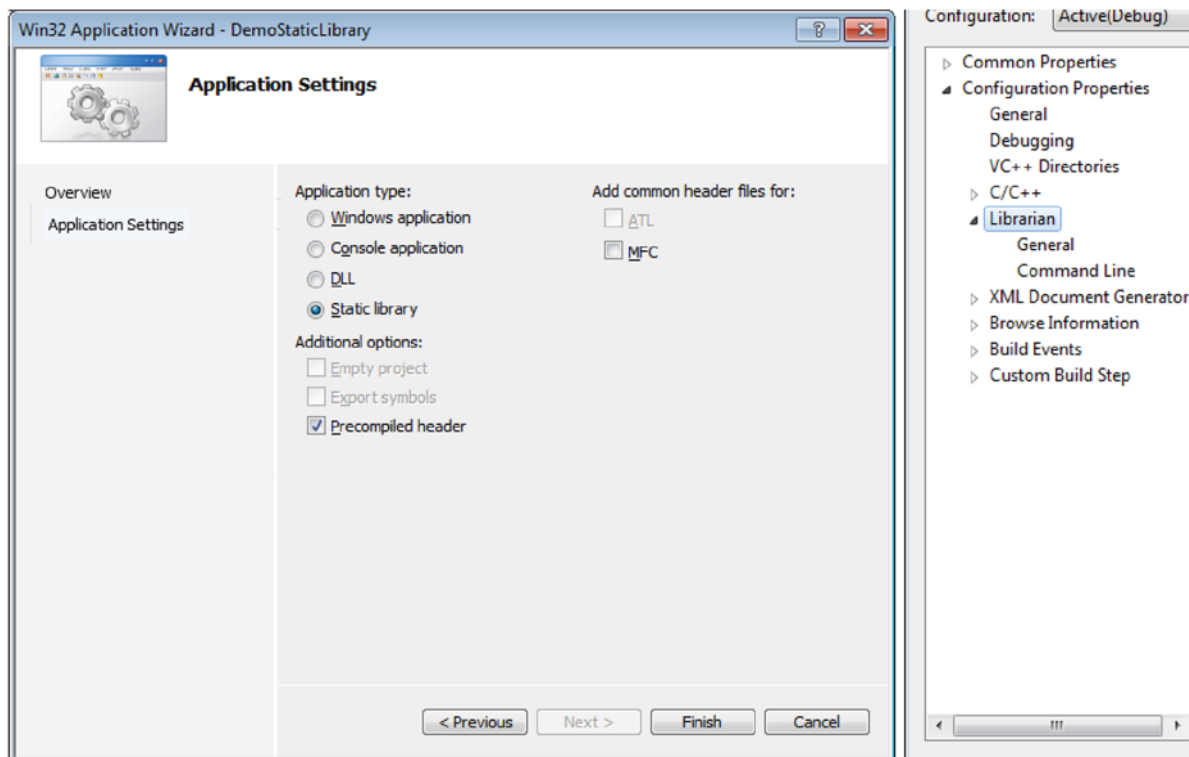 Win32 Application Wizard - DemoStaticLibrary
Application Settings
Overview
Application Settings
Application type:
Windows application
Console application
DLL
Static library
Additional options:
Empty project
Export symbols
Precompiled header
Add common header files for:
ATL
MFC
< Previous
Next >
Finish
Cancel
Configuration:
Active(Debug)
Common Properties
Configuration Properties
General
Debugging
VC++ Directories
C/C++
Librarian
General
Command Line
XML Document Generator
Browse Information
Build Events
Custom Build Step